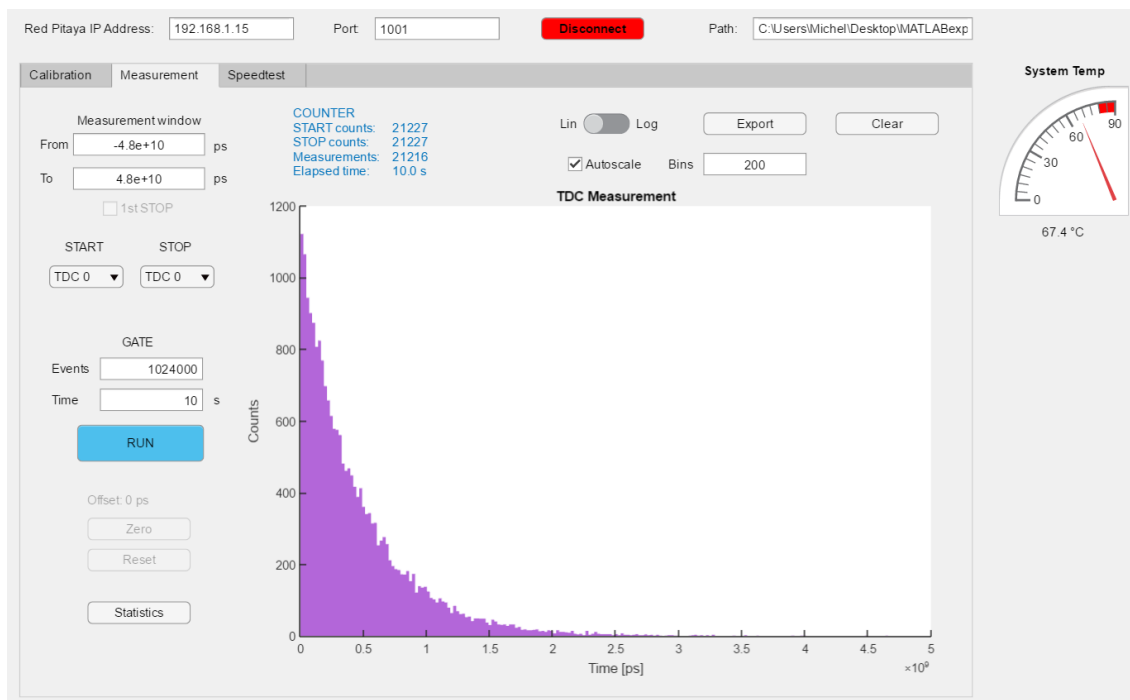 Red Pitaya IP Address: 192.168.1.15 Port 1001 Disconnect Path: C:\Users\Michel\Desktop\MATLABexp
Calibration Measurement Speedtest
System Temp
0 30 60 90
67.4 °C
Measurement window
From -4.8e+10 ps
To 4.8e+10 ps
1st STOP
START STOP
TDC 0 TDC 0
GATE
Events 1024000
Time 10 s
RUN
Offset: 0 ps
Zero
Reset
Statistics
COUNTER
START counts: 21227
STOP counts: 21227
Measurements: 21216
Elapsed time: 10.0 s
Lin Log Export Clear
Autoscale Bins 200
TDC Measurement
1200
1000
800
600
400
200
0
Counts
0 0.5 1 1.5 2 2.5 3 3.5 4 4.5 5
Time [ps]
×10⁹